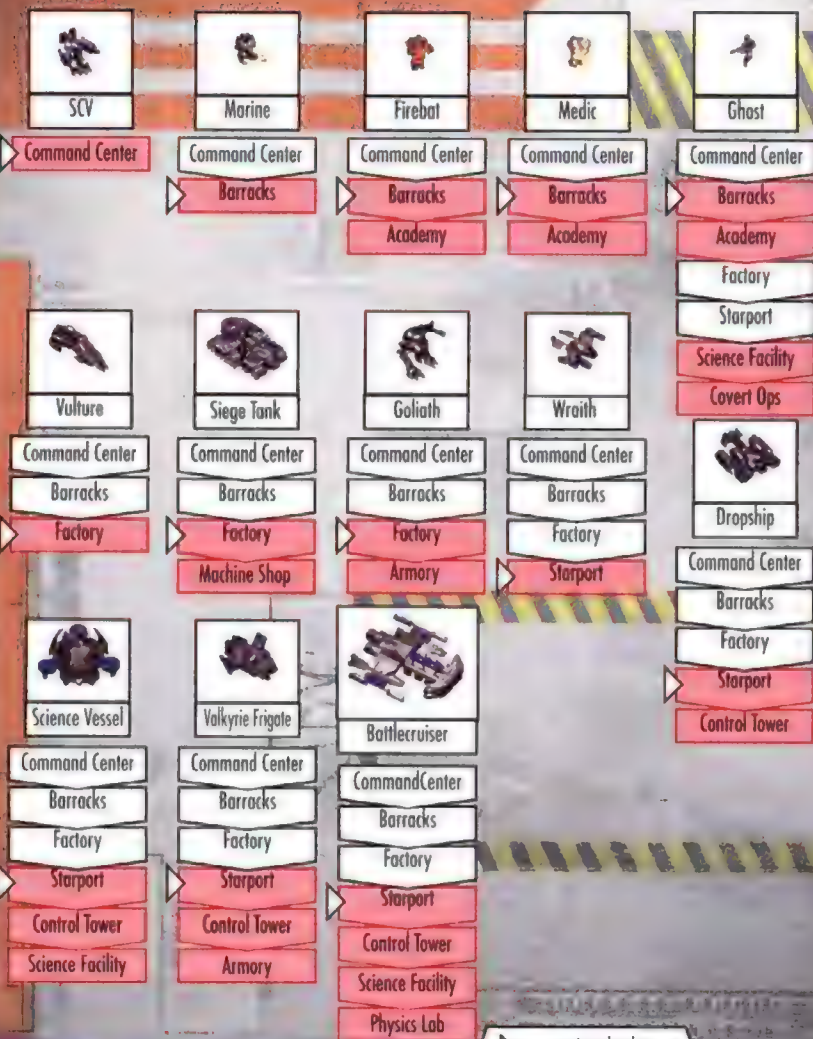 SCV
Command Center
Marine
Command Center
Barracks
Firebat
Command Center
Barracks
Academy
Medic
Command Center
Barracks
Academy
Ghost
Command Center
Barracks
Academy
Factory
Starport
Science Facility
Covert Ops
Vulture
Command Center
Barracks
Factory
Siege Tank
Command Center
Barracks
Factory
Machine Shop
Goliath
Command Center
Barracks
Factory
Armory
Wraith
Command Center
Barracks
Factory
Starport
Dropship
Command Center
Barracks
Factory
Starport
Control Tower
Science Vessel
Command Center
Barracks
Factory
Starport
Control Tower
Science Facility
Valkyrie Frigate
Command Center
Barracks
Factory
Starport
Control Tower
Armory
Battlecruiser
CommandCenter
Barracks
Factory
Starport
Control Tower
Science Facility
Physics Lab